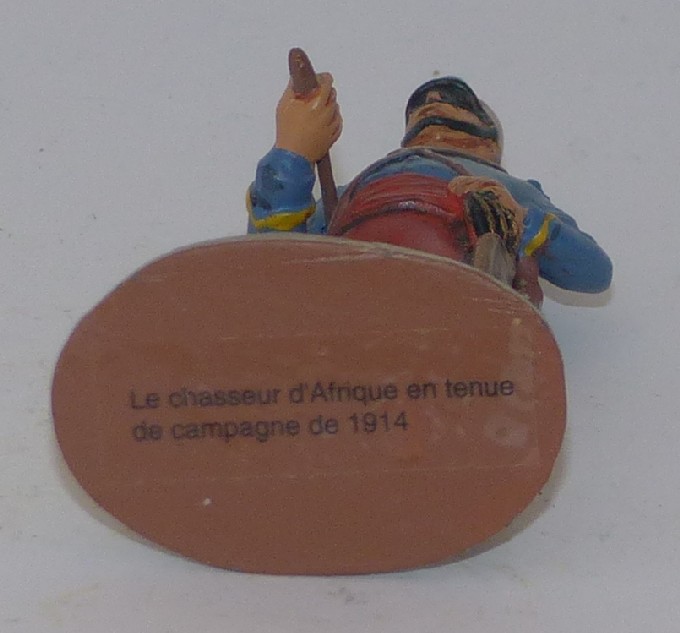 Le chasseur d'Afrique en tenue
de campagne de 1914